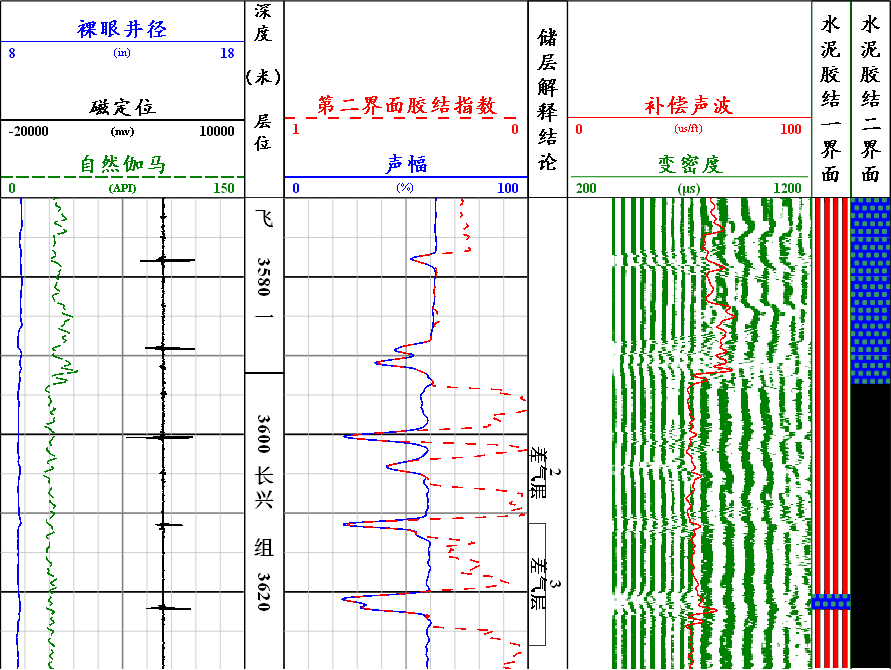 裸眼井径
8 (in) 18
磁定位
-20000 (mv) 10000
自然伽马
0 (API) 150
深度(米) 层位
第二界面胶结指数
1 0
声幅
0 (%) 100
储层解释结论
补偿声波
0 (us/ft) 100
变密度
200 (μs) 1200
水泥胶结一界面
水泥胶结二界面
飞
3580
一
3600
长兴组
3620
2
差气层
3
差气层